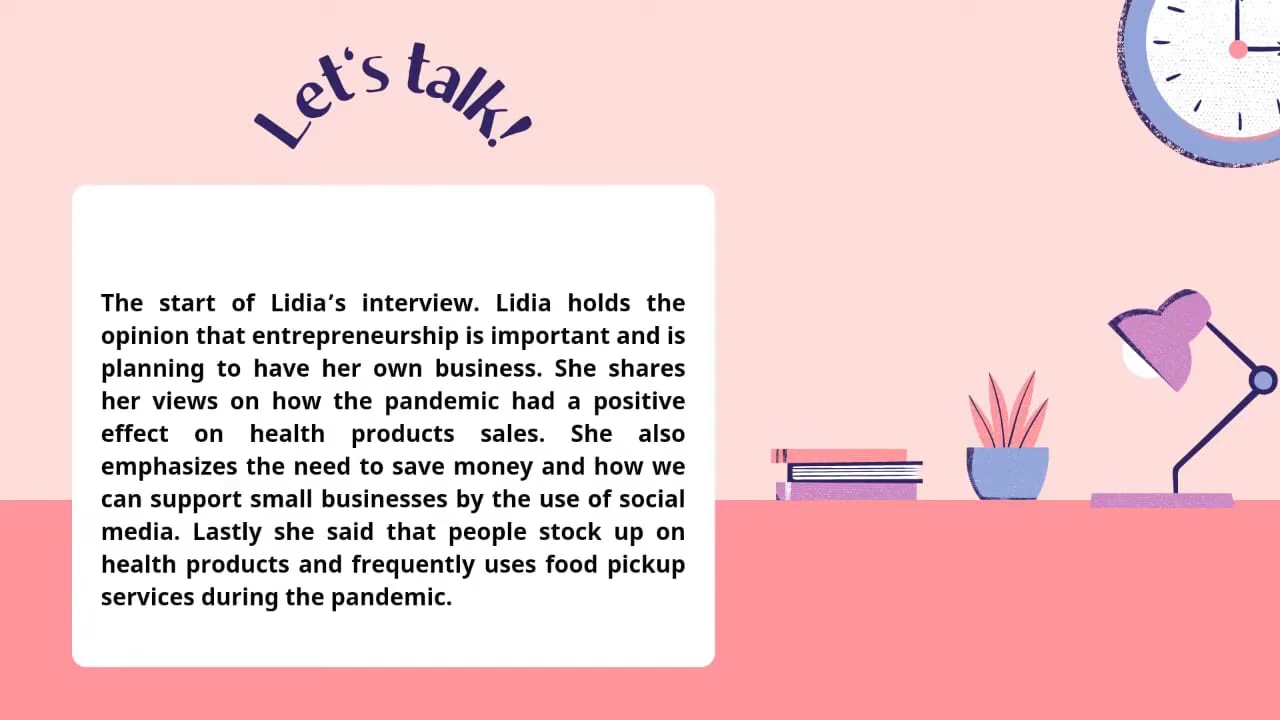 Let's talk!
The start of Lidia’s interview. Lidia holds the
opinion that entrepreneurship is important and is
planning to have her own business. She shares
her views on how the pandemic had a positive
effect on health products sales. She also
emphasizes the need to save money and how we
can support small businesses by the use of social
media. Lastly she said that people stock up on
health products and frequently uses food pickup
services during the pandemic.